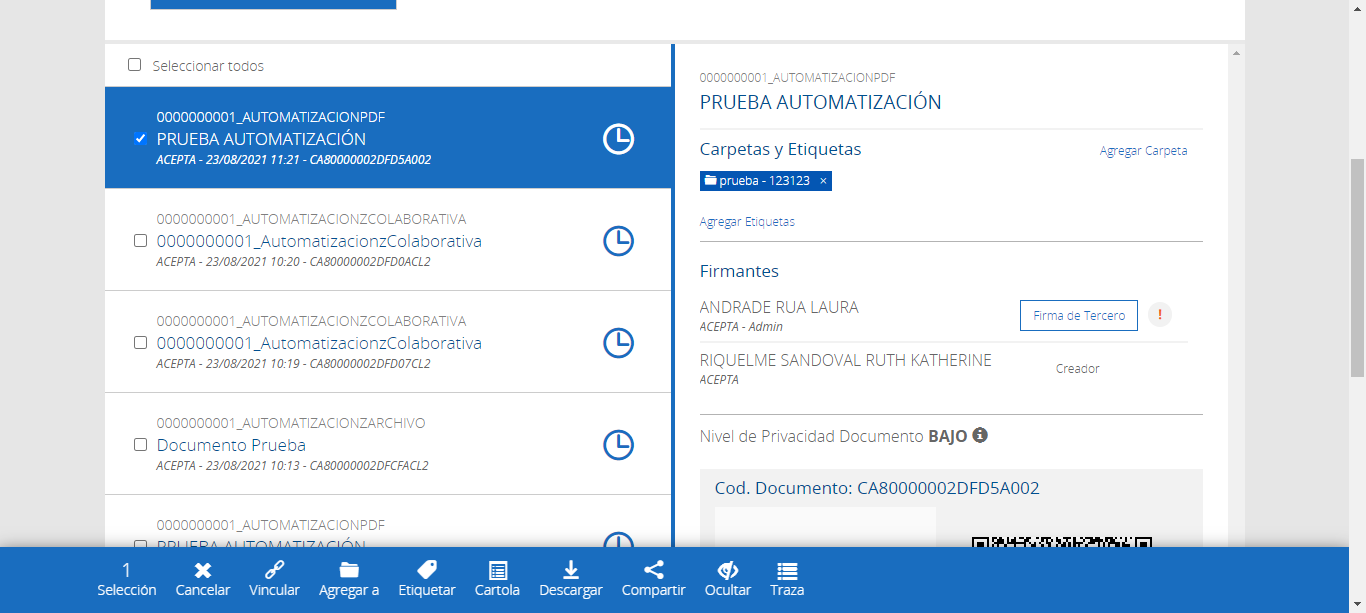 Seleccionar todos
0000000001_AUTOMATIZACIONPDF
PRUEBA AUTOMATIZACIÓN
ACEPTA - 23/08/2021 11:21 - CA80000002DFD5A002
0000000001_AUTOMATIZACIONZCOLABORATIVA
0000000001_AutomatizacionzColaborativa
ACEPTA - 23/08/2021 10:20 - CA80000002DFD0ACL2
0000000001_AUTOMATIZACIONZCOLABORATIVA
0000000001_AutomatizacionzColaborativa
ACEPTA - 23/08/2021 10:19 - CA80000002DFD07CL2
0000000001_AUTOMATIZACIONZARCHIVO
Documento Prueba
ACEPTA - 23/08/2021 10:13 - CA80000002DFCFACL2
0000000001_AUTOMATIZACIONPDF
PRUEBA AUTOMATIZACIÓN
0000000001_AUTOMATIZACIONPDF
PRUEBA AUTOMATIZACIÓN
Carpetas y Etiquetas
Agregar Carpeta
prueba - 123123 ×
Agregar Etiquetas
Firmantes
ANDRADE RUA LAURA
ACEPTA - Admin
Firma de Tercero
!
RIQUELME SANDOVAL RUTH KATHERINE
ACEPTA
Creador
Nivel de Privacidad Documento BAJO
Cod. Documento: CA80000002DFD5A002
1
Selección
Cancelar
Vincular
Agregar a
Etiquetar
Cartola
Descargar
Compartir
Ocultar
Traza